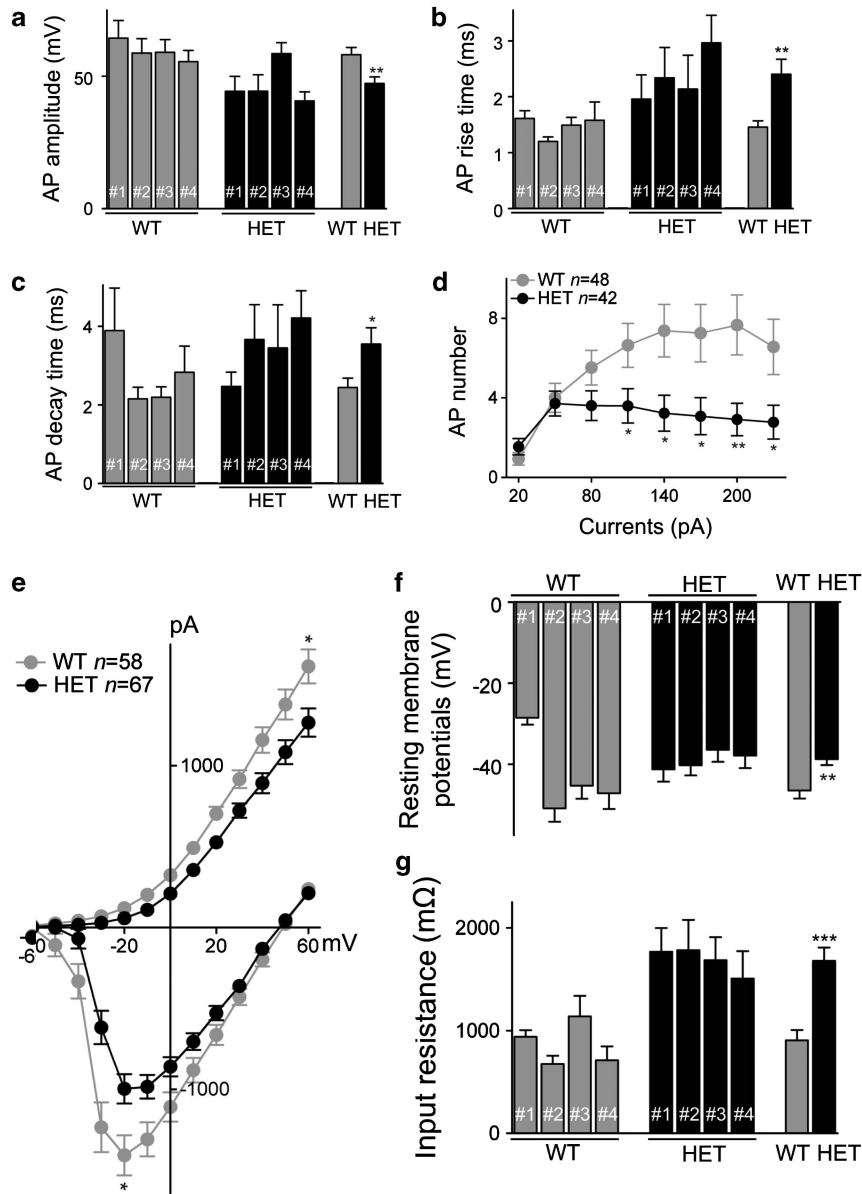 a
AP amplitude (mV)
50
0
#1 #2 #3 #4 #1 #2 #3 #4
**
WT HET WT HET
b
AP rise time (ms)
3
2
1
0
#1 #2 #3 #4 #1 #2 #3 #4
**
WT HET WT HET
c
AP decay time (ms)
4
2
0
#1 #2 #3 #4 #1 #2 #3 #4
*
WT HET WT HET
d
WT n=48
HET n=42
AP number
8
4
0
* * * ** *
20 80 140 200
Currents (pA)
e
pA
WT n=58
HET n=67
*
1000
-6 0 -20 20 60 mV
-1000
*
f
WT HET WT HET
Resting membrane
potentials (mV)
0
-20
-40
#1 #2 #3 #4 #1 #2 #3 #4
**
g
Input resistance (mΩ)
2000
1000
0
#1 #2 #3 #4 #1 #2 #3 #4
***
WT HET WT HET